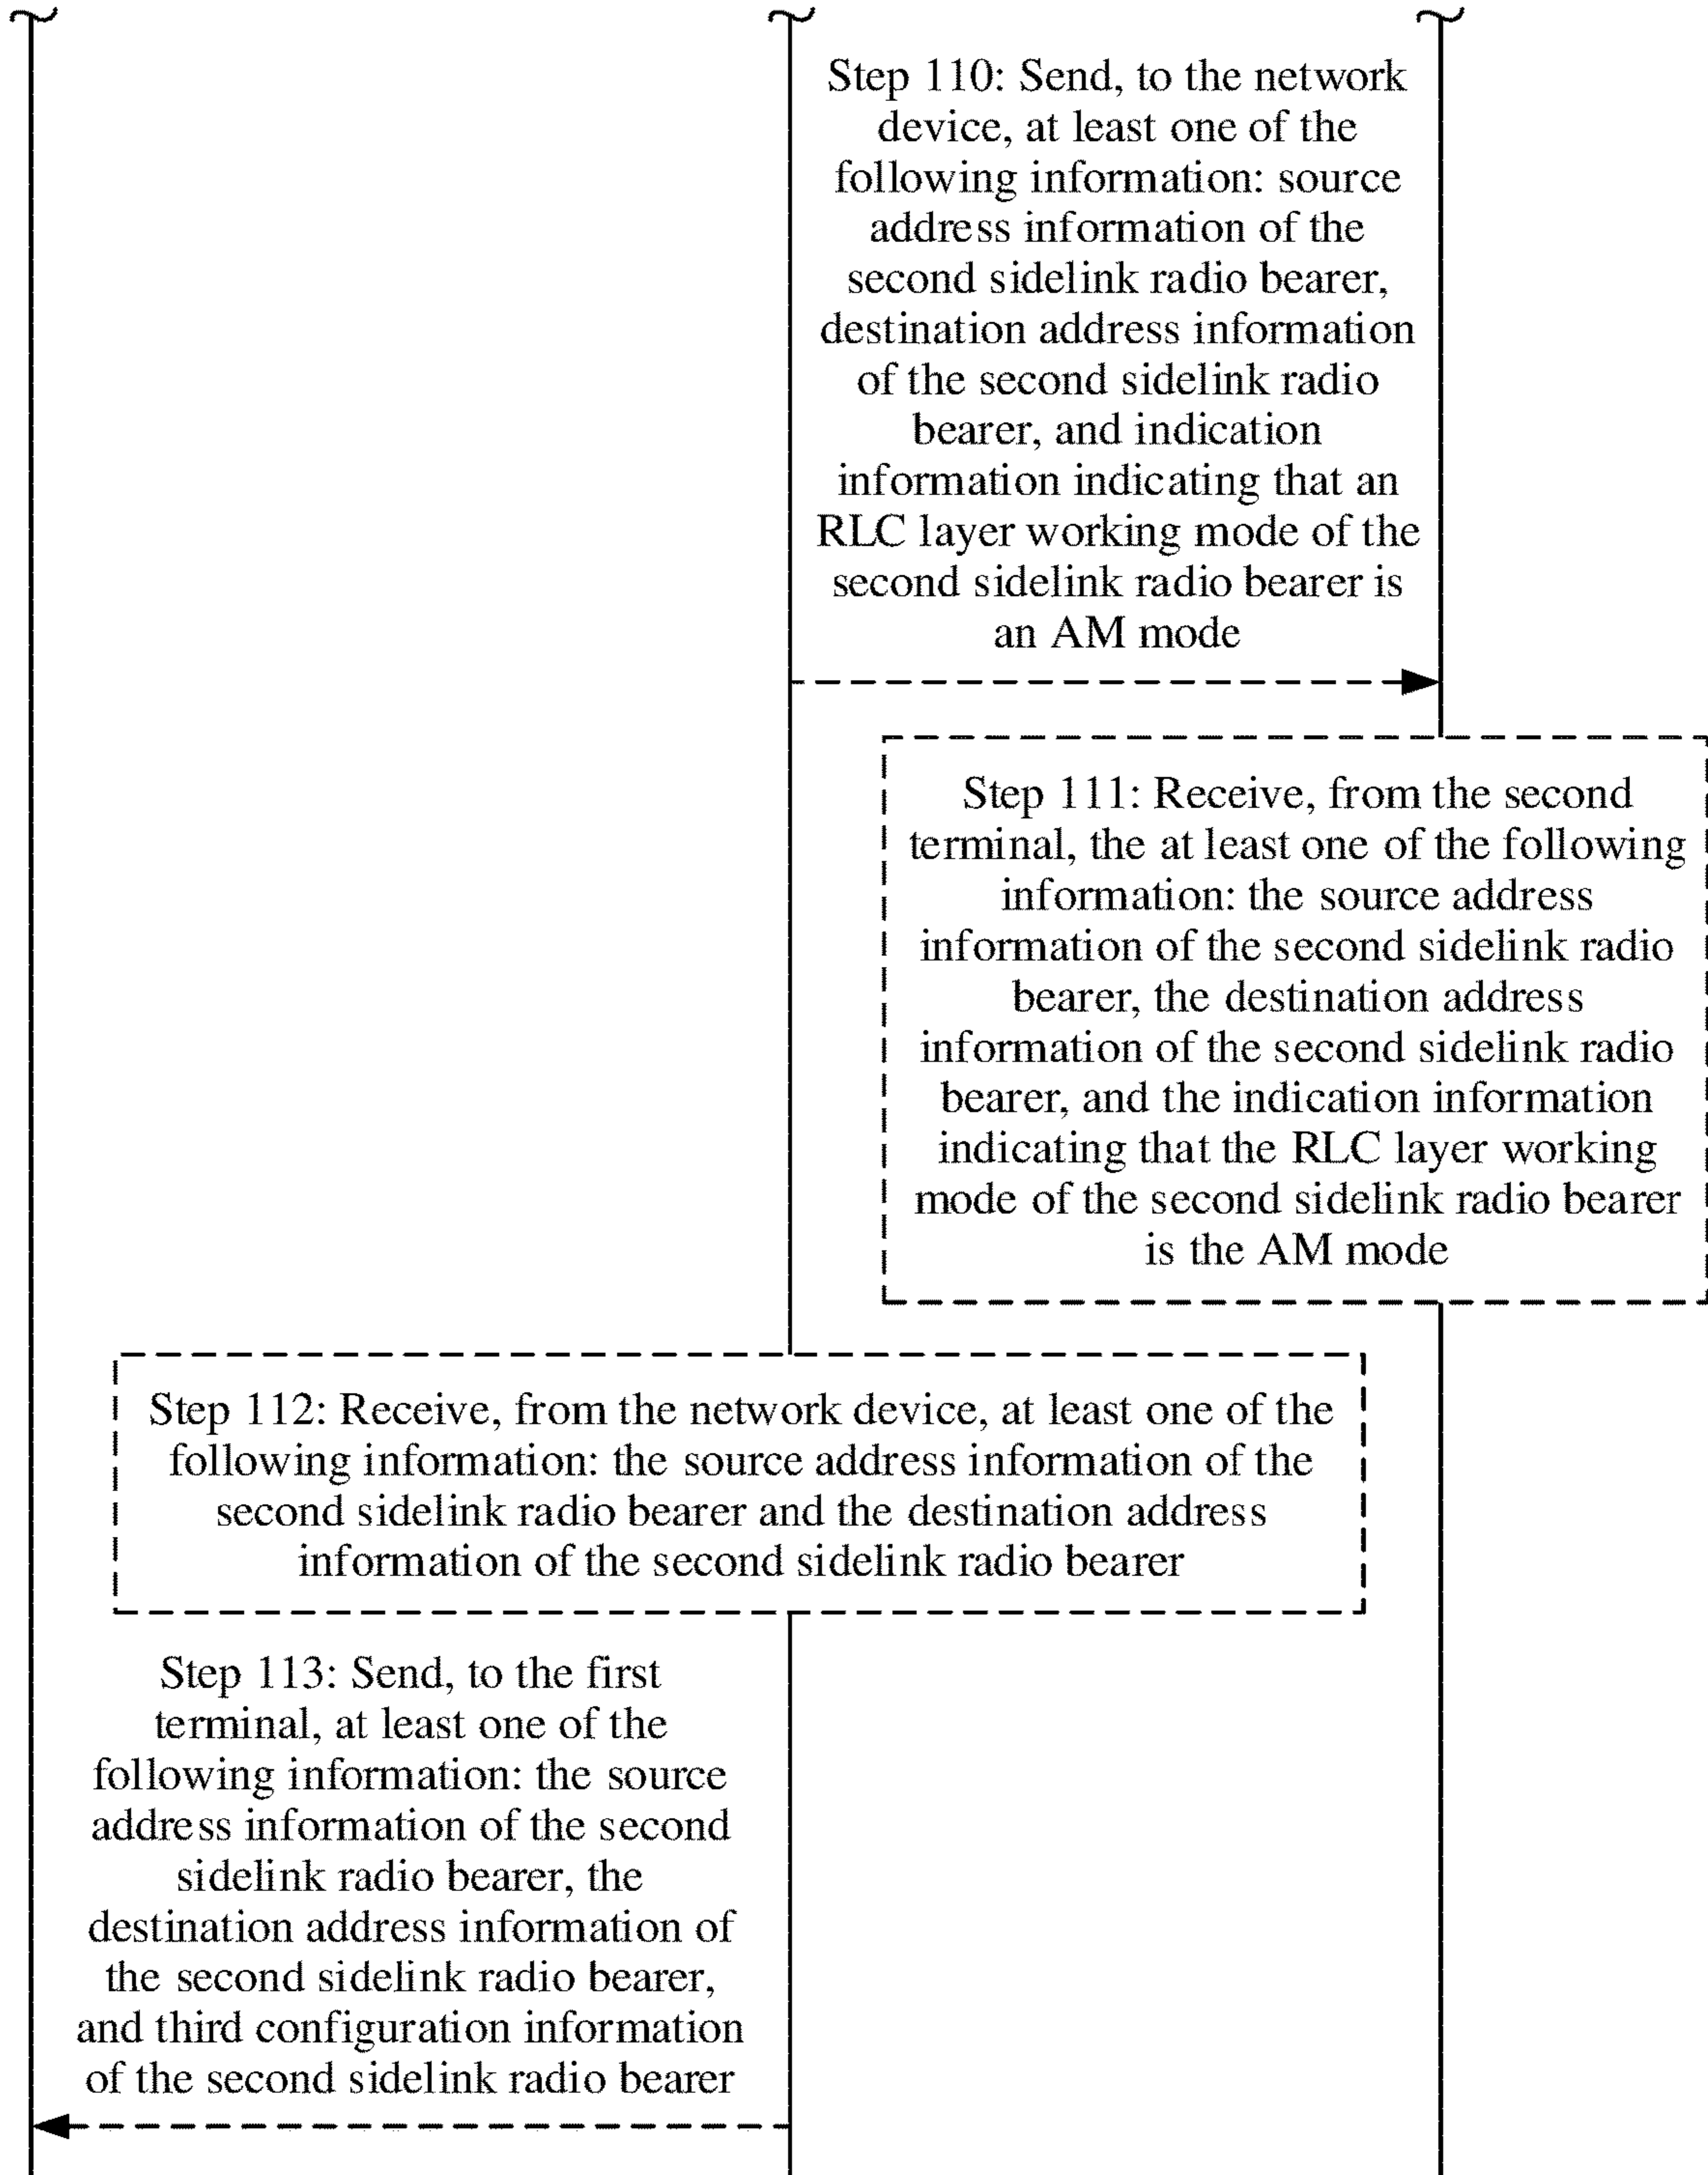 Step 110: Send, to the network
device, at least one of the
following information: source
address information of the
second sidelink radio bearer,
destination address information
of the second sidelink radio
bearer, and indication
information indicating that an
RLC layer working mode of the
second sidelink radio bearer is
an AM mode
Step 111: Receive, from the second
terminal, the at least one of the following
information: the source address
information of the second sidelink radio
bearer, the destination address
information of the second sidelink radio
bearer, and the indication information
indicating that the RLC layer working
mode of the second sidelink radio bearer
is the AM mode
Step 112: Receive, from the network device, at least one of the
following information: the source address information of the
second sidelink radio bearer and the destination address
information of the second sidelink radio bearer
Step 113: Send, to the first
terminal, at least one of the
following information: the source
address information of the second
sidelink radio bearer, the
destination address information of
the second sidelink radio bearer,
and third configuration information
of the second sidelink radio bearer